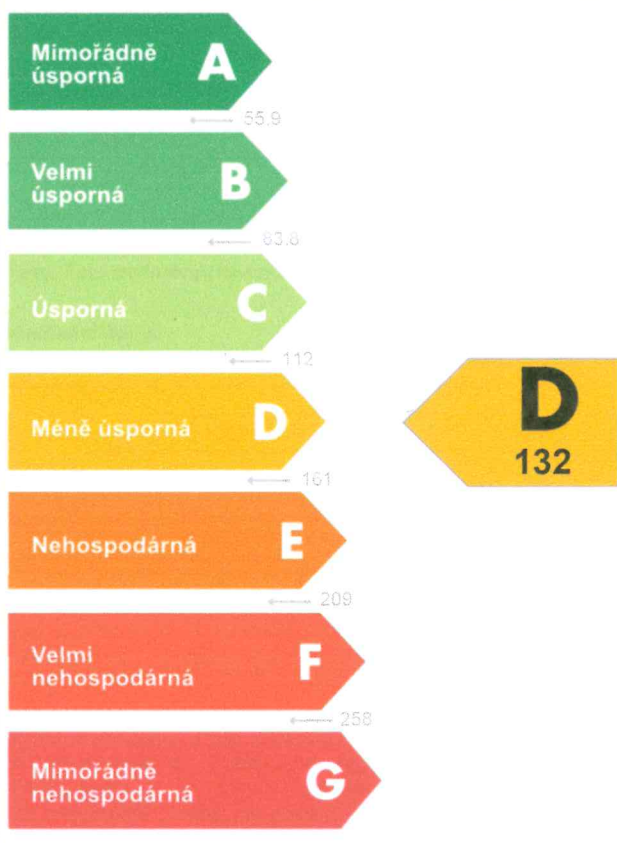 Mimořádně
úsporná
A
55.9
Velmi
úsporná
B
83.8
Úsporná
C
112
Méně úsporná
D
161
D
132
Nehospodárná
E
209
Velmi
nehospodárná
F
258
Mimořádně
nehospodárná
G